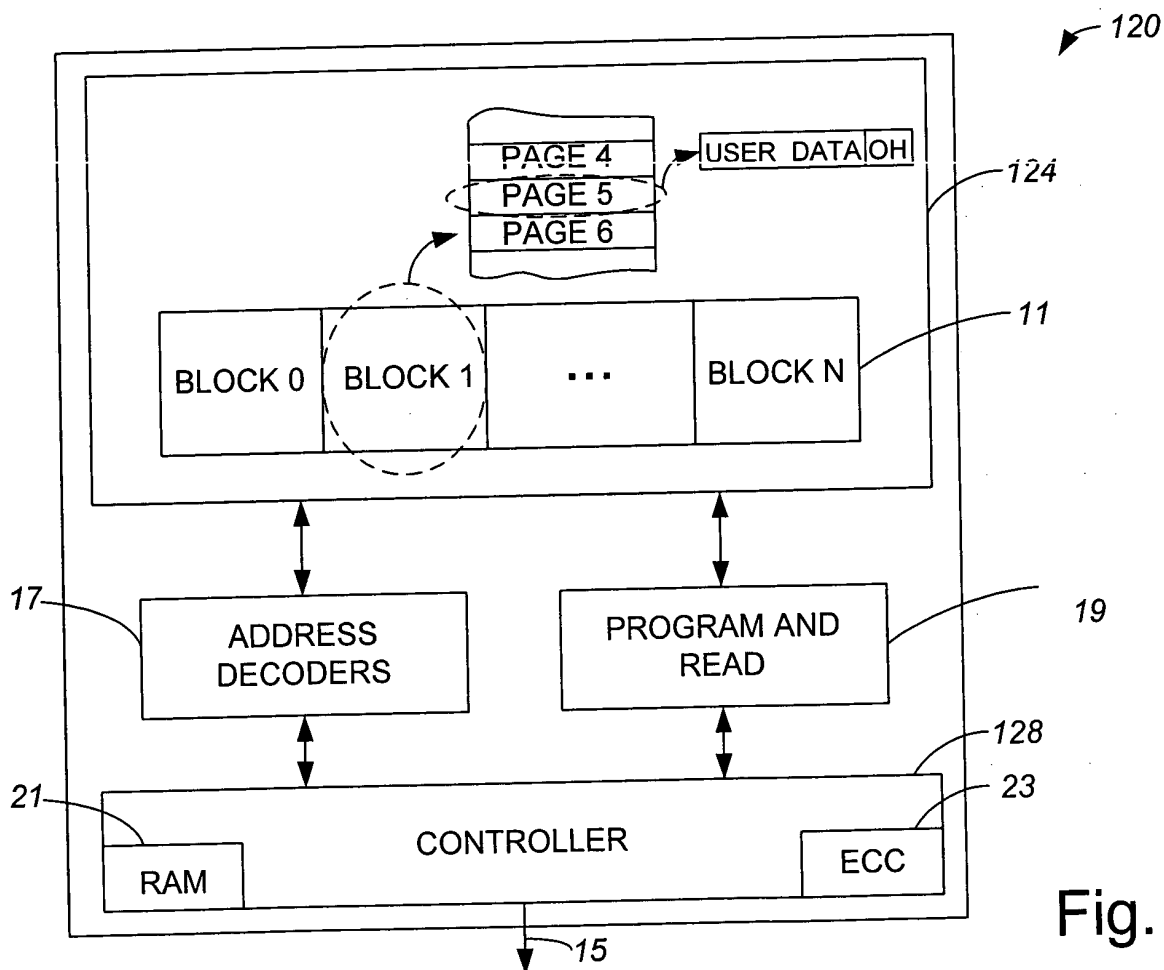 120
PAGE 4
PAGE 5
PAGE 6
USER DATA OH
124
11
BLOCK 0
BLOCK 1
...
BLOCK N
17
ADDRESS
DECODERS
PROGRAM AND
READ
19
128
21
23
CONTROLLER
RAM
ECC
15
Fig.